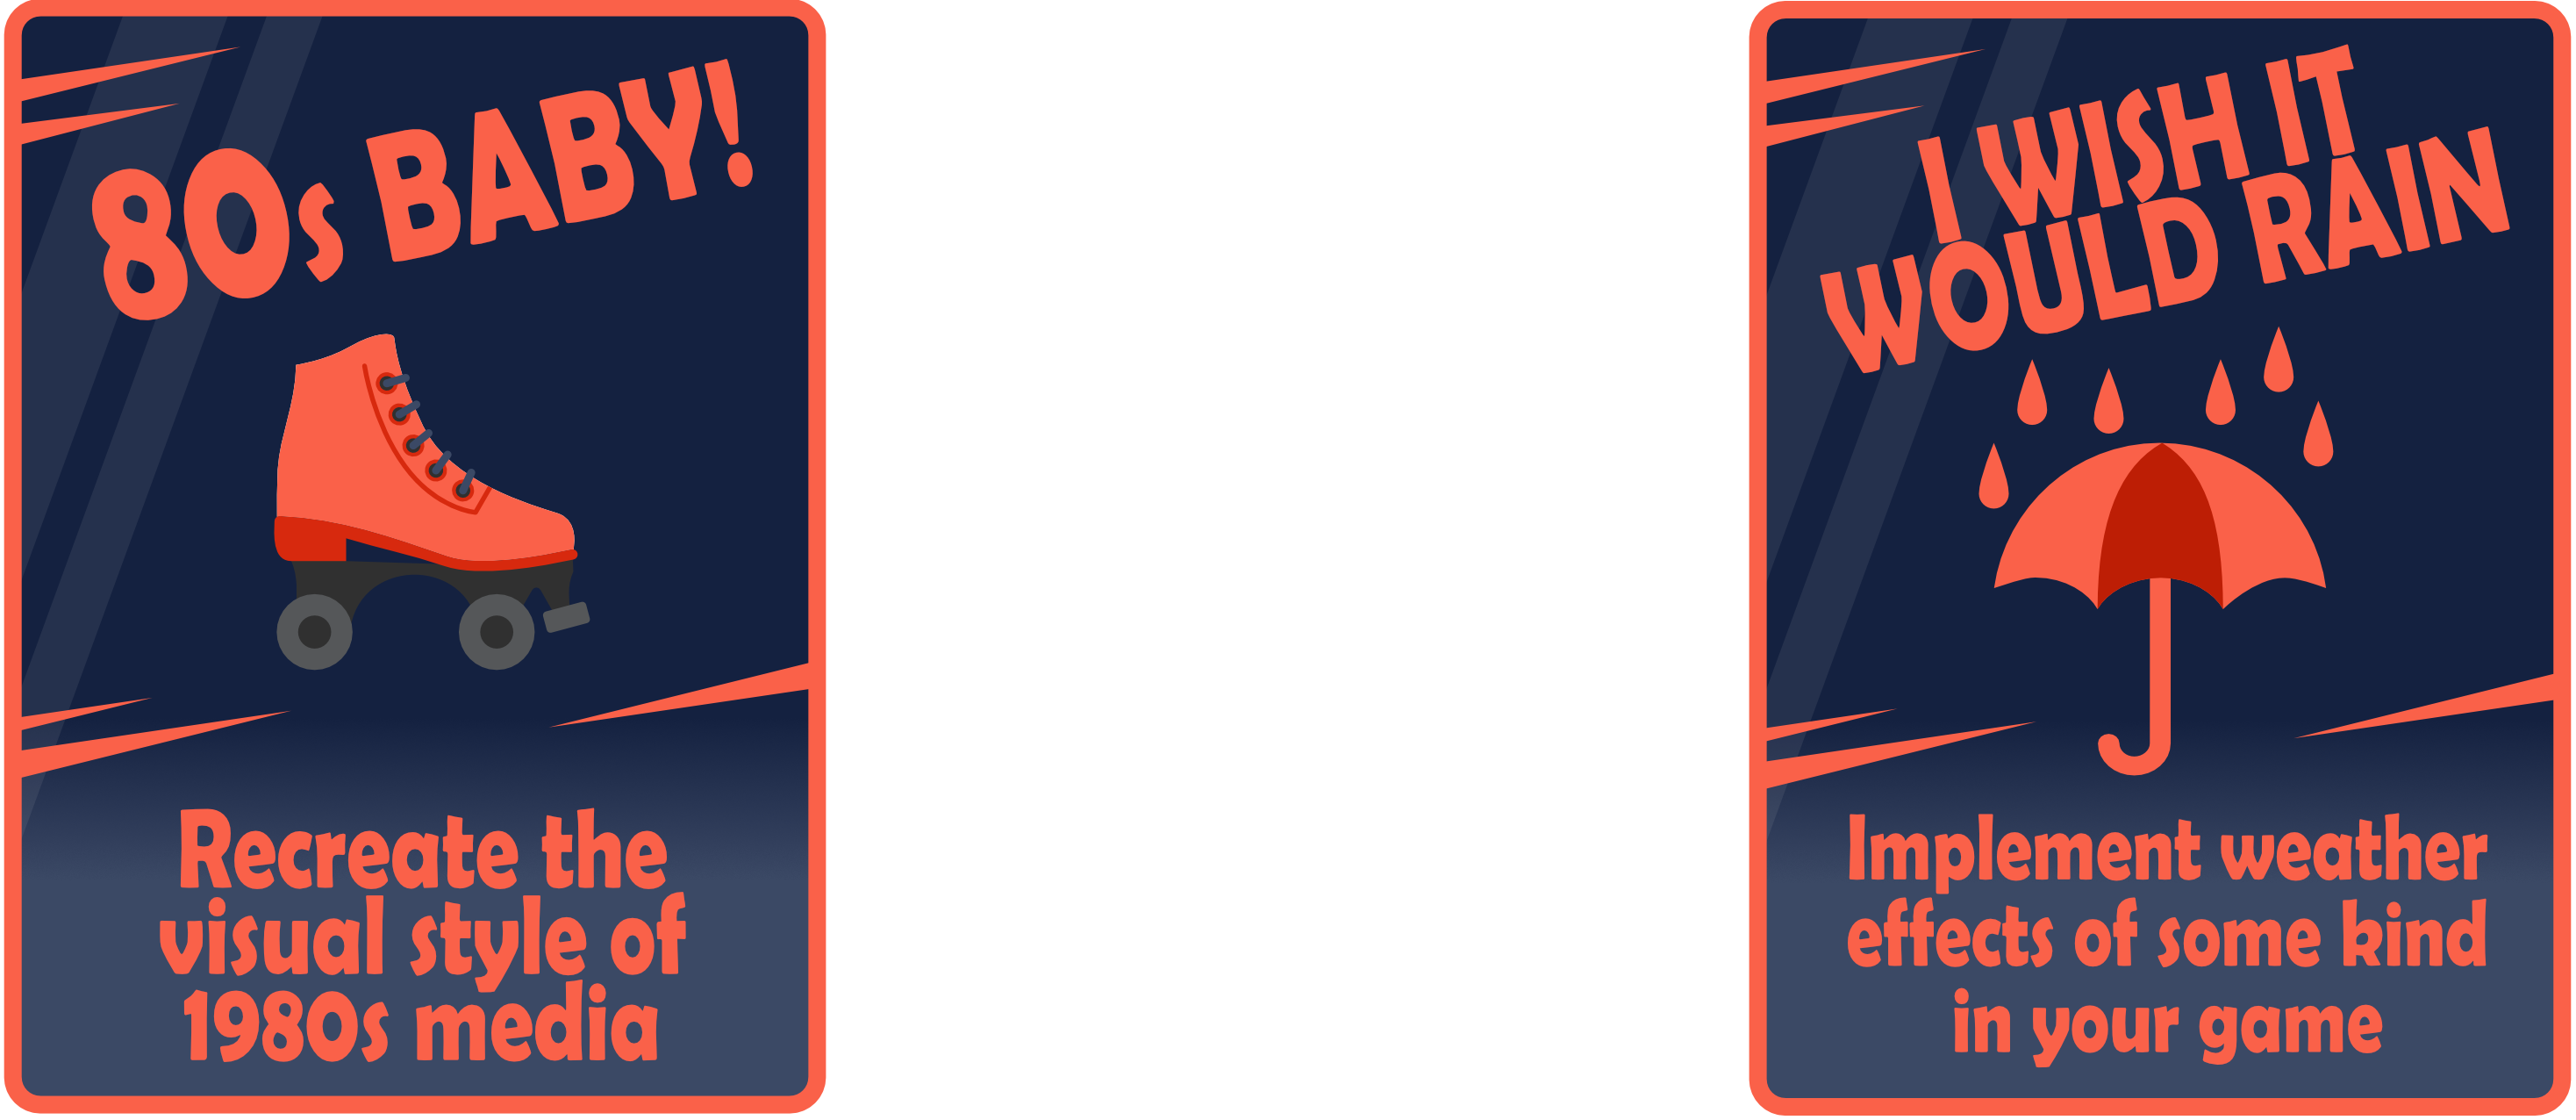 80s BABY!
Recreate the
visual style of
1980s media
I WISH IT
WOULD RAIN
Implement weather
effects of some kind
in your game